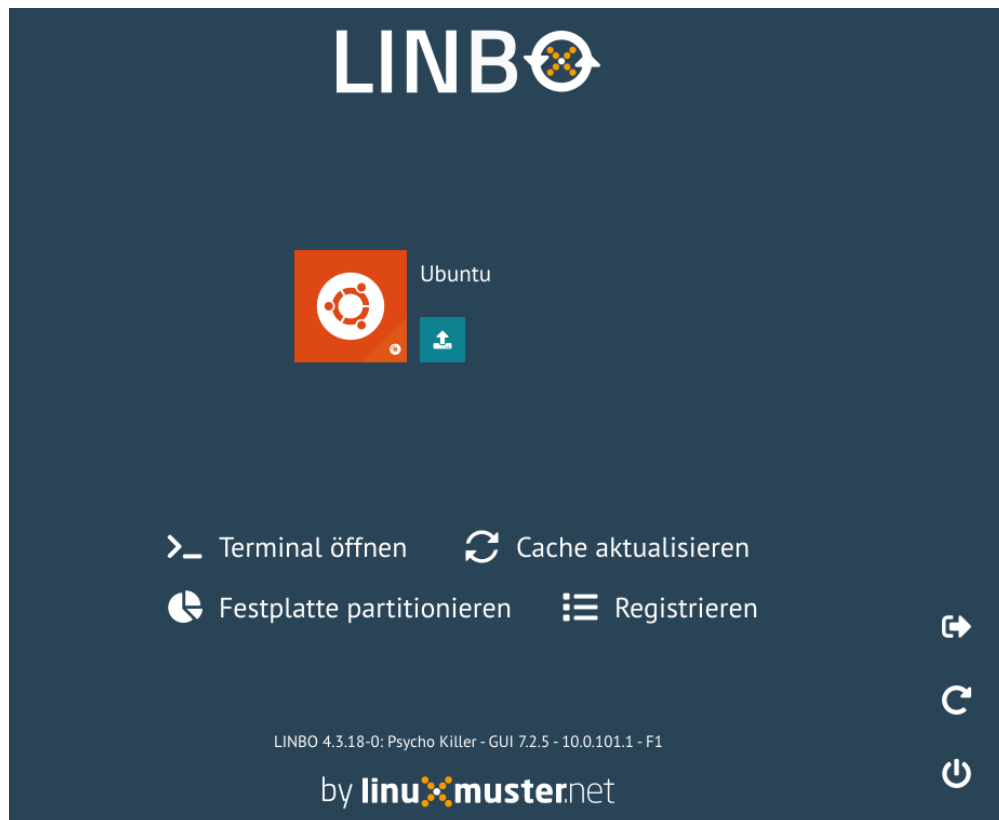 LINBO
Ubuntu
Terminal öffnen Cache aktualisieren
Festplatte partitionieren Registrieren
LINBO 4.3.18-0: Psycho Killer - GUI 7.2.5 - 10.0.101.1 - F1
by linuxmuster.net